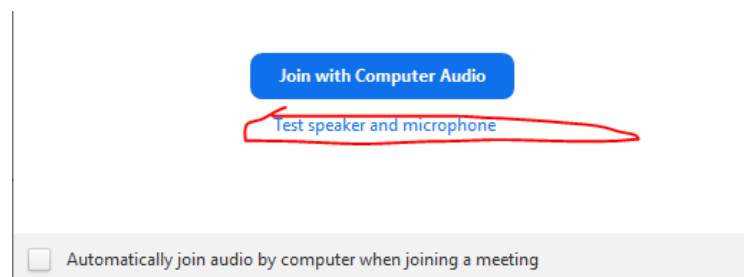 Join with Computer Audio
Test speaker and microphone
Automatically join audio by computer when joining a meeting